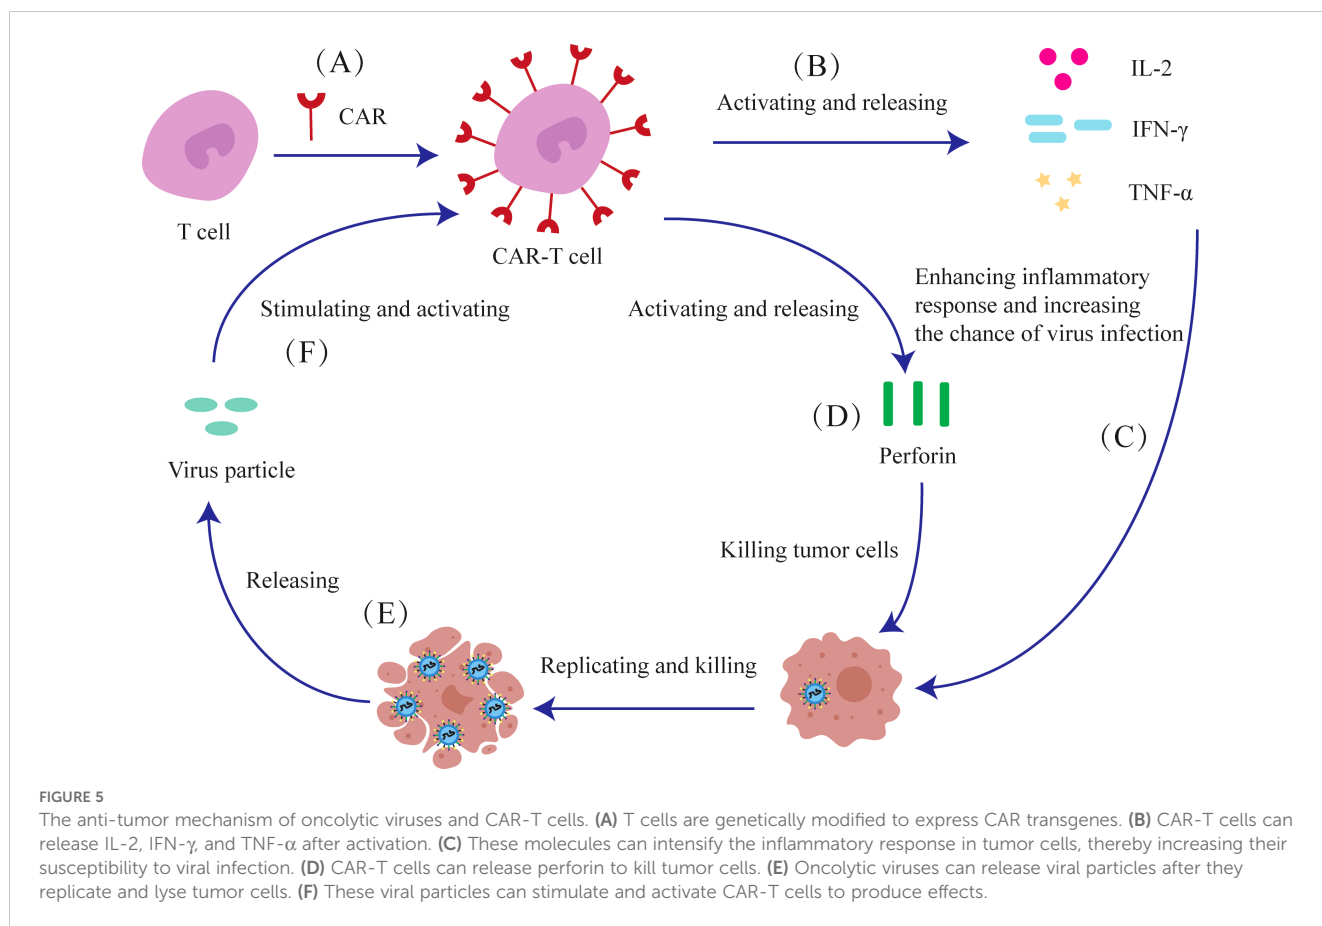 (A)
CAR
T cell
CAR-T cell
(B)
Activating and releasing
IL-2
IFN-γ
TNF-α
Stimulating and activating
(F)
Activating and releasing
Enhancing inflammatory
response and increasing
the chance of virus infection
(C)
(D)
Perforin
Virus particle
Killing tumor cells
Releasing
(E)
Replicating and killing
FIGURE 5
The anti-tumor mechanism of oncolytic viruses and CAR-T cells. (A) T cells are genetically modified to express CAR transgenes. (B) CAR-T cells can
release IL-2, IFN-γ, and TNF-α after activation. (C) These molecules can intensify the inflammatory response in tumor cells, thereby increasing their
susceptibility to viral infection. (D) CAR-T cells can release perforin to kill tumor cells. (E) Oncolytic viruses can release viral particles after they
replicate and lyse tumor cells. (F) These viral particles can stimulate and activate CAR-T cells to produce effects.